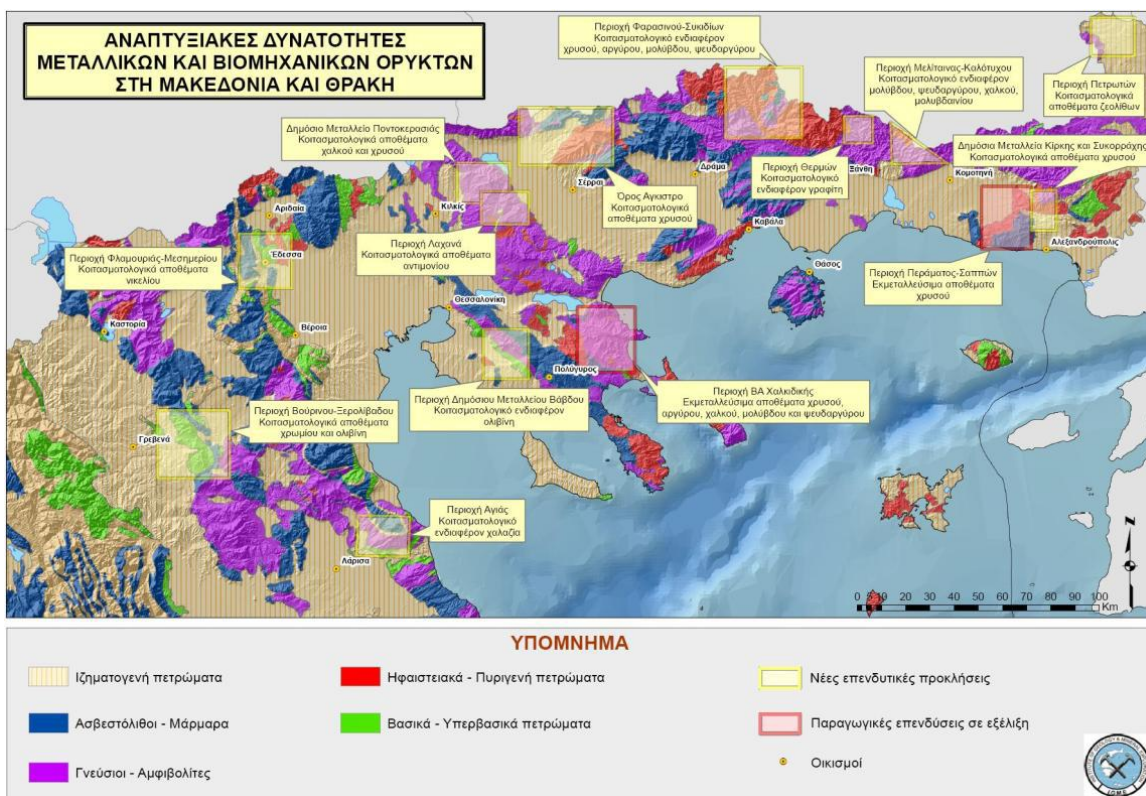 ΑΝΑΠΤΥΞΙΑΚΕΣ ΔΥΝΑΤΟΤΗΤΕΣ
ΜΕΤΑΛΛΙΚΩΝ ΚΑΙ ΒΙΟΜΗΧΑΝΙΚΩΝ ΟΡΥΚΤΩΝ
ΣΤΗ ΜΑΚΕΔΟΝΙΑ ΚΑΙ ΘΡΑΚΗ
Περιοχή Φαρασινού-Συκιδίων
Κοιτασματολογικό ενδιαφέρον
χρυσού, αργύρου, μολύβδου, ψευδαργύρου
Περιοχή Μελίταινας-Καλότυχου
Κοιτασματολογικό ενδιαφέρον
μολύβδου, ψευδαργύρου, χαλκού,
μολυβδαινίου
Περιοχή Πετρωτών
Κοιτασματολογικά
αποθέματα ζεολίθων
Δημόσιο Μεταλλείο Ποντοκερασιάς
Κοιτασματολογικά αποθέματα
χαλκού και χρυσού
Δημόσια Μεταλλεία Κίρκης και Συκορράχης
Κοιτασματολογικά αποθέματα χρυσού
Περιοχή Θερμών
Κοιτασματολογικό
ενδιαφέρον γραφίτη
Όρος Αγκιστρο
Κοιτασματολογικά
αποθέματα χρυσού
Περιοχή Λαχανά
Κοιτασματολογικά
αποθέματα
αντιμονίου
Περιοχή Φλαμουριάς-Μεσημερίου
Κοιτασματολογικά αποθέματα
νικελίου
Περιοχή Περάματος-Σαππών
Εκμεταλλεύσιμα αποθέματα
χρυσού
Περιοχή Δημόσιου Μεταλλείου Βάβδου
Κοιτασματολογικό ενδιαφέρον
ολιβίνη
Περιοχή ΒΑ Χαλκιδικής
Εκμεταλλεύσιμα αποθέματα χρυσού,
αργύρου, χαλκού, μολύβδου και ψευδαργύρου
Περιοχή Βούρινου-Ξερολίβαδου
Κοιτασματολογικά αποθέματα
χρωμίου και ολιβίνη
Περιοχή Αγιάς
Κοιτασματολογικό
ενδιαφέρον χαλαζία
Αριδαία
Έδεσσα
Κιλκίς
Σέρραι
Δράμα
Ξάνθη
Κομοτηνή
Αλεξανδρούπολις
Καβάλα
Θάσος
Θεσσαλονίκη
Πολύγυρος
Βέροια
Καστορία
Γρεβενά
Λάρισα
N
0 5 10 20 30 40 50 60 70 80 90 100
Km
ΥΠΟΜΝΗΜΑ
Ιζηματογενή πετρώματα
Ασβεστόλιθοι - Μάρμαρα
Γνεύσιοι - Αμφιβολίτες
Ηφαιστειακά - Πυριγενή πετρώματα
Βασικά - Υπερβασικά πετρώματα
Νέες επενδυτικές προκλήσεις
Παραγωγικές επενδύσεις σε εξέλιξη
Οικισμοί